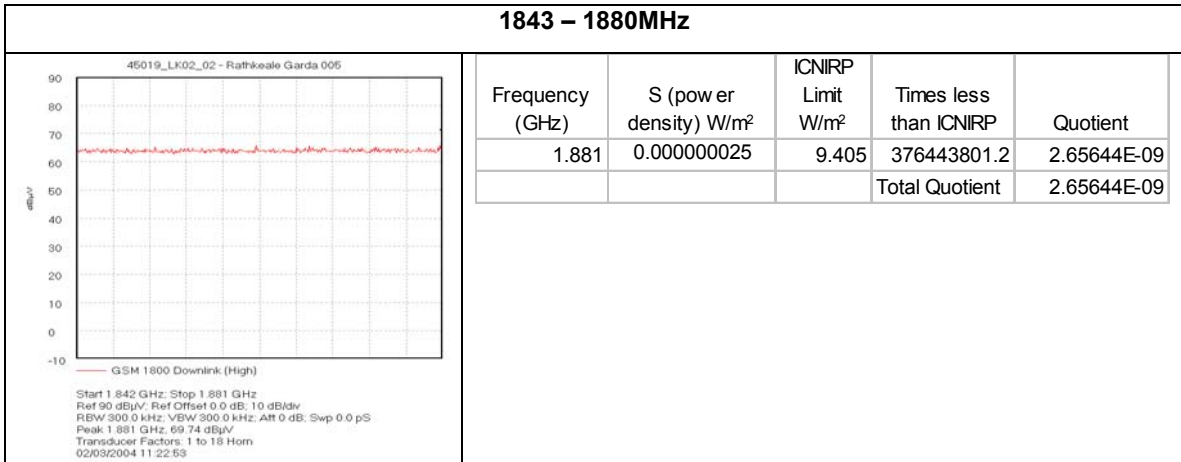 1843 – 1880MHz
45019_LK02_02 - Rathkeale Garda 005
90
80
70
60
50
40
30
20
10
0
-10
dBµV
GSM 1800 Downlink (High)
Start 1.842 GHz; Stop 1.881 GHz
Ref 90 dBµV; Ref Offset 0.0 dB; 10 dB/div
RBW 300.0 kHz; VBW 300.0 kHz; Att 0 dB; Swp 0.0 pS
Peak 1.881 GHz, 69.74 dBµV
Transducer Factors: 1 to 18 Horn
02/03/2004 11:22:53
Frequency (GHz) S (pow er density) W/m² ICNIRP Limit W/m² Times less than ICNIRP Quotient
1.881 0.000000025 9.405 376443801.2 2.65644E-09
Total Quotient 2.65644E-09